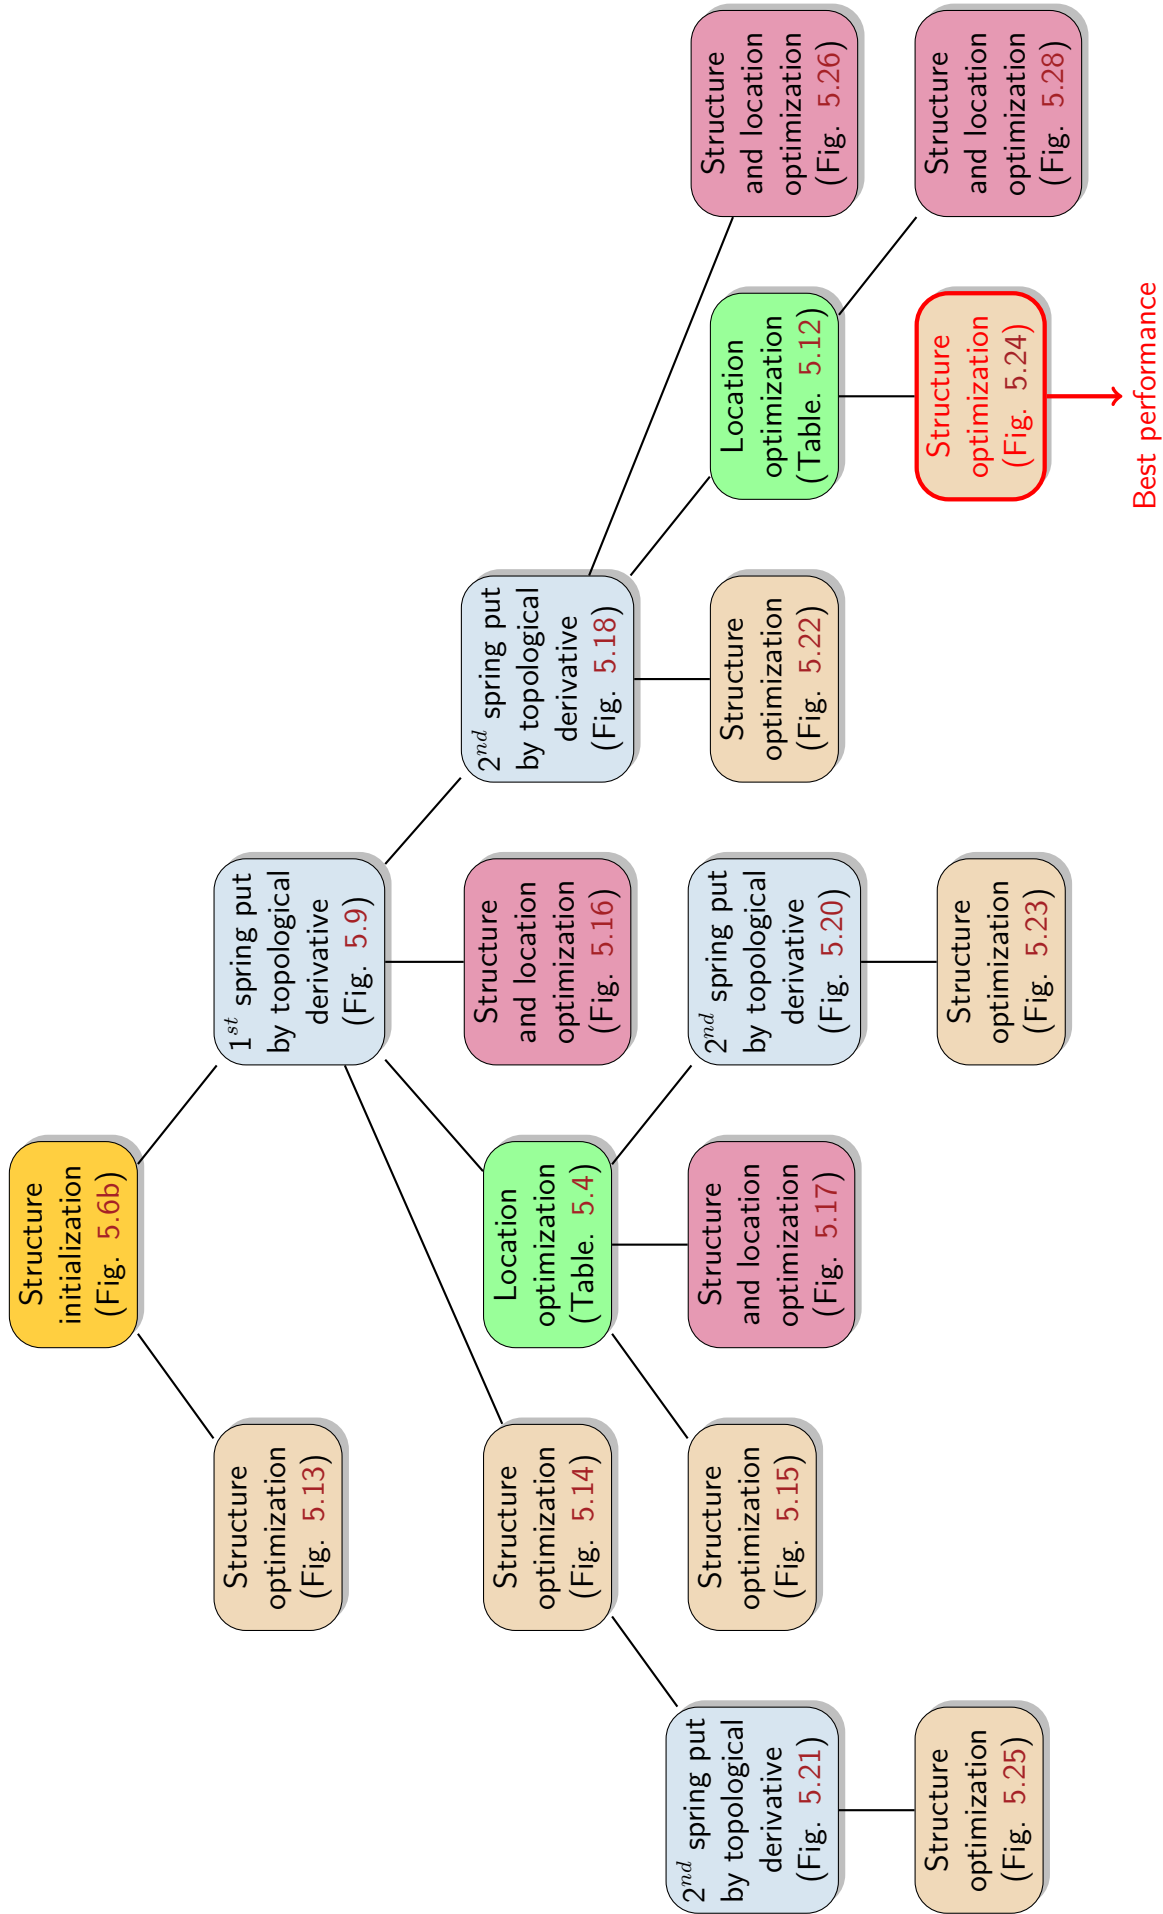 Structure
initialization
(Fig. 5.6b)
Structure
optimization
(Fig. 5.13)
1st spring put
by topological
derivative
(Fig. 5.9)
Structure
optimization
(Fig. 5.14)
Location
optimization
(Table. 5.4)
Structure
and location
optimization
(Fig. 5.16)
2nd spring put
by topological
derivative
(Fig. 5.18)
2nd spring put
by topological
derivative
(Fig. 5.21)
Structure
optimization
(Fig. 5.15)
Structure
and location
optimization
(Fig. 5.17)
2nd spring put
by topological
derivative
(Fig. 5.20)
Structure
optimization
(Fig. 5.22)
Location
optimization
(Table. 5.12)
Structure
and location
optimization
(Fig. 5.26)
Structure
optimization
(Fig. 5.25)
Structure
optimization
(Fig. 5.23)
Structure
optimization
(Fig. 5.24)
Structure
and location
optimization
(Fig. 5.28)
Best performance